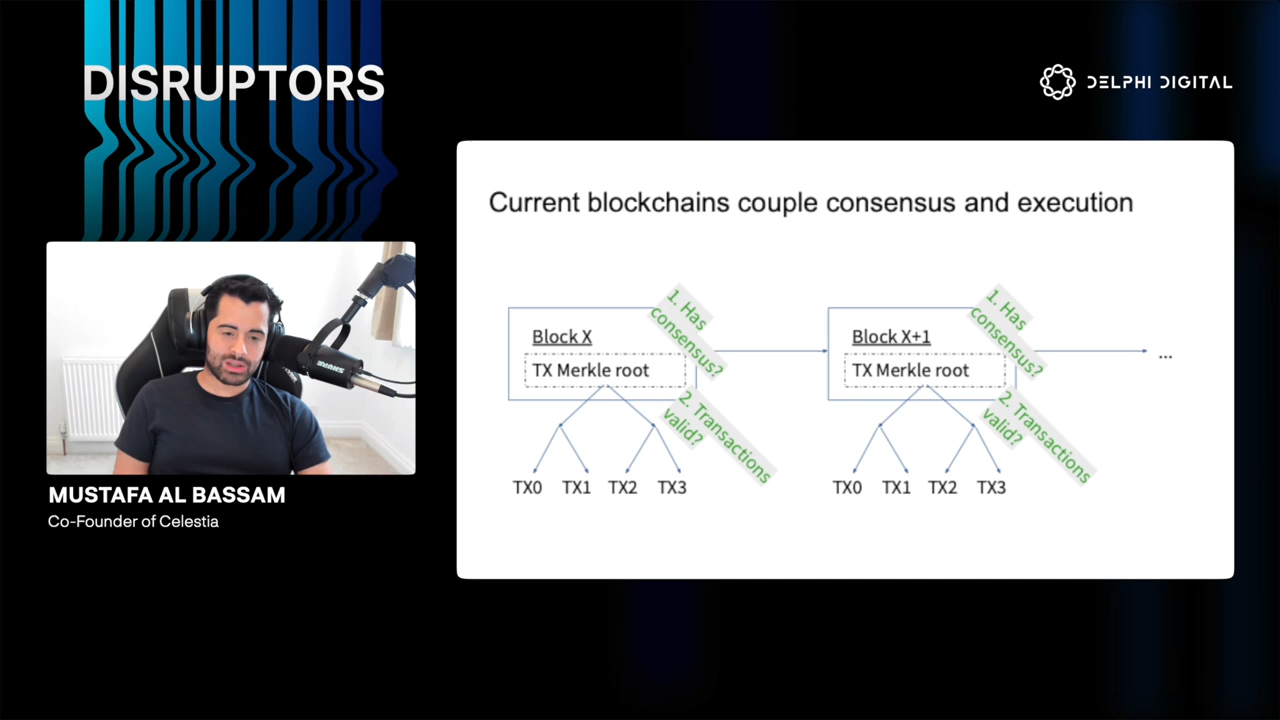 DISRUPTORS
DELPHI DIGITAL
Current blockchains couple consensus and execution
Block X
TX Merkle root
1. Has
consensus?
2. Transactions
valid?
TX0 TX1 TX2 TX3
Block X+1
TX Merkle root
1. Has
consensus?
2. Transactions
valid?
TX0 TX1 TX2 TX3
...
SHURE
MUSTAFA AL BASSAM
Co-Founder of Celestia